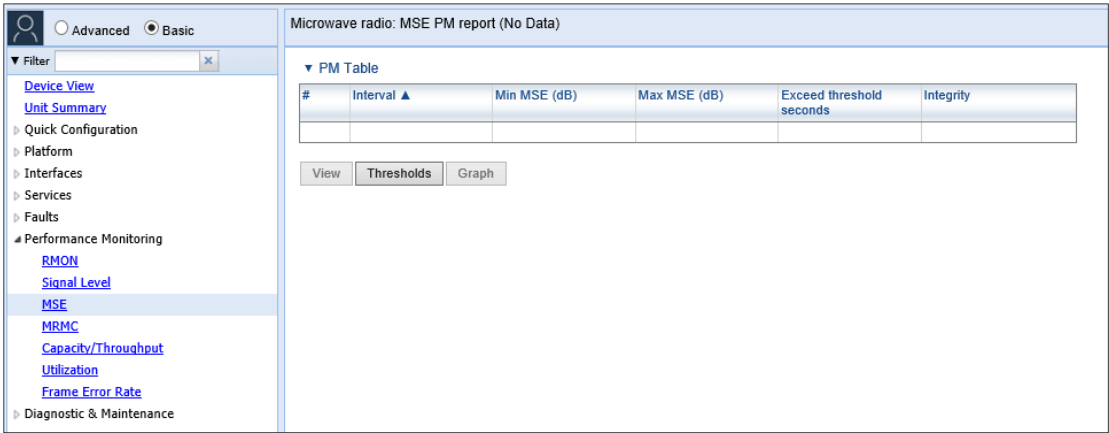 Advanced Basic
Filter
Device View
Unit Summary
Quick Configuration
Platform
Interfaces
Services
Faults
Performance Monitoring
RMON
Signal Level
MSE
MRMC
Capacity/Throughput
Utilization
Frame Error Rate
Diagnostic & Maintenance
Microwave radio: MSE PM report (No Data)
▼ PM Table
# Interval ▲ Min MSE (dB) Max MSE (dB) Exceed threshold seconds Integrity
View Thresholds Graph